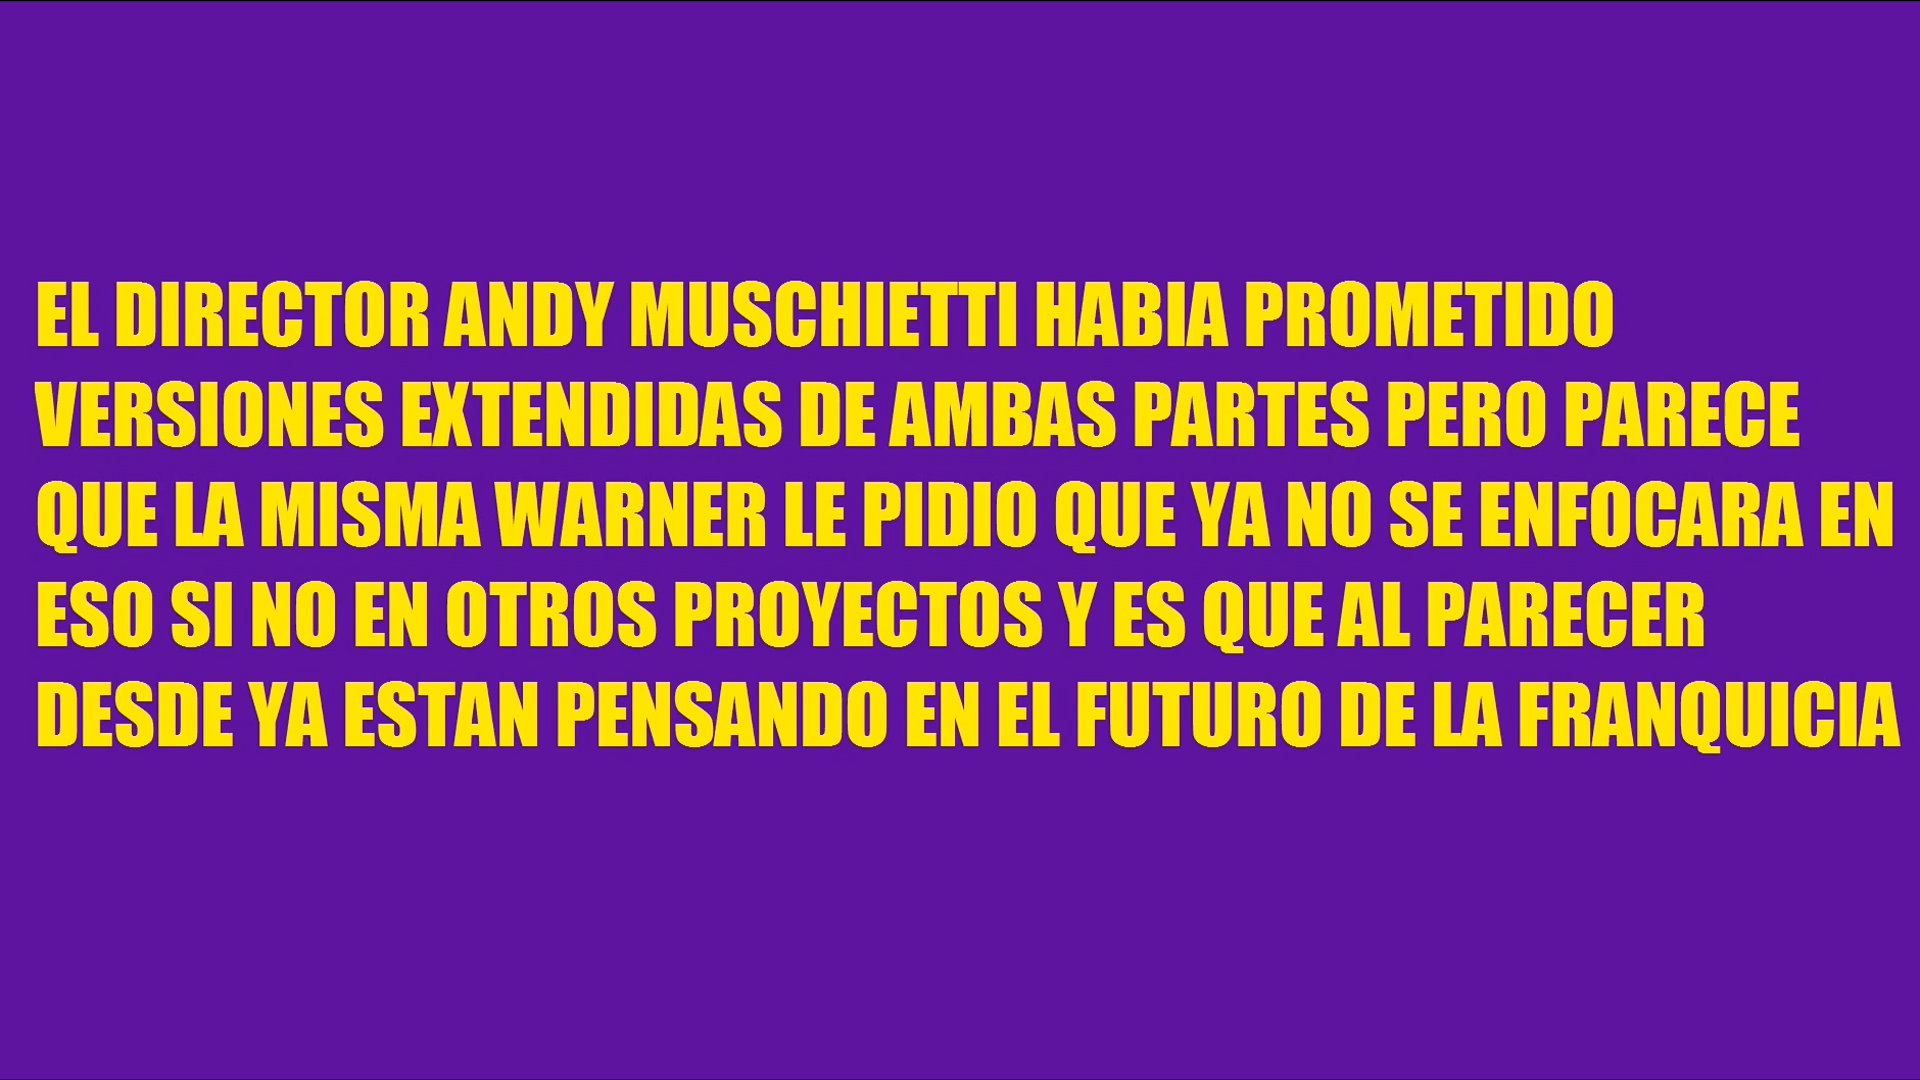 EL DIRECTOR ANDY MUSCHIETTI HABIA PROMETIDO
VERSIONES EXTENDIDAS DE AMBAS PARTES PERO PARECE
QUE LA MISMA WARNER LE PIDIO QUE YA NO SE ENFOCARA EN
ESO SI NO EN OTROS PROYECTOS Y ES QUE AL PARECER
DESDE YA ESTAN PENSANDO EN EL FUTURO DE LA FRANQUICIA